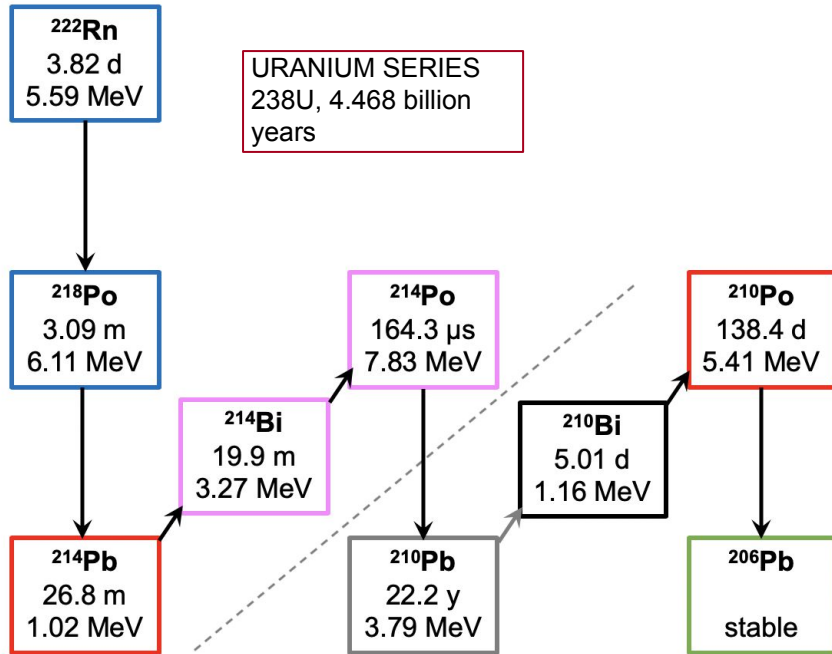 ²²²Rn
3.82 d
5.59 MeV
URANIUM SERIES
238U, 4.468 billion
years
²¹⁸Po
3.09 m
6.11 MeV
²¹⁴Po
164.3 µs
7.83 MeV
²¹⁰Po
138.4 d
5.41 MeV
²¹⁴Bi
19.9 m
3.27 MeV
²¹⁰Bi
5.01 d
1.16 MeV
²¹⁴Pb
26.8 m
1.02 MeV
²¹⁰Pb
22.2 y
3.79 MeV
²⁰⁶Pb
stable